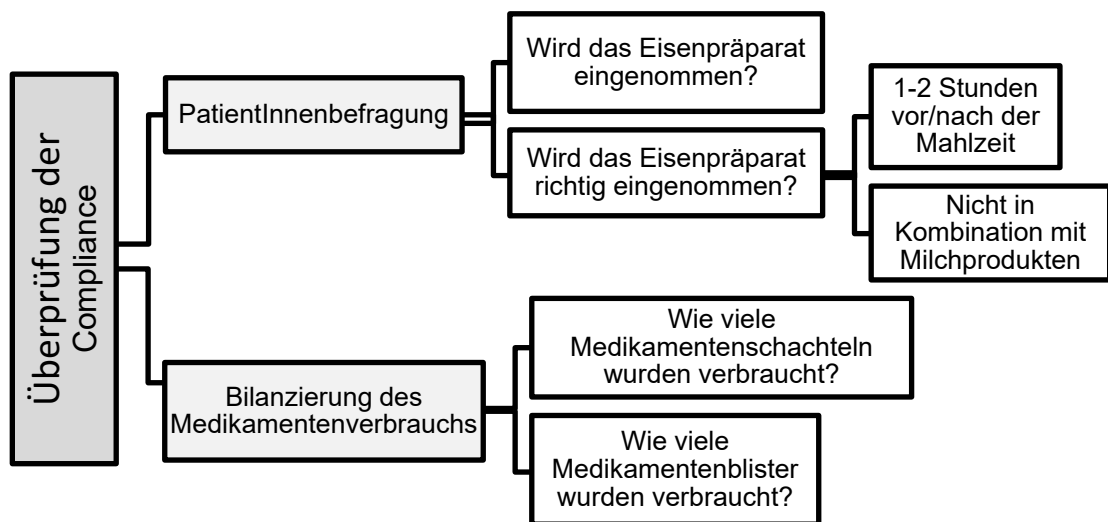 Überprüfung der
Compliance
PatientInnenbefragung
Wird das Eisenpräparat
eingenommen?
Wird das Eisenpräparat
richtig eingenommen?
1-2 Stunden
vor/nach der
Mahlzeit
Nicht in
Kombination mit
Milchprodukten
Bilanzierung des
Medikamentenverbrauchs
Wie viele
Medikamentenschachteln
wurden verbraucht?
Wie viele
Medikamentenblister
wurden verbraucht?